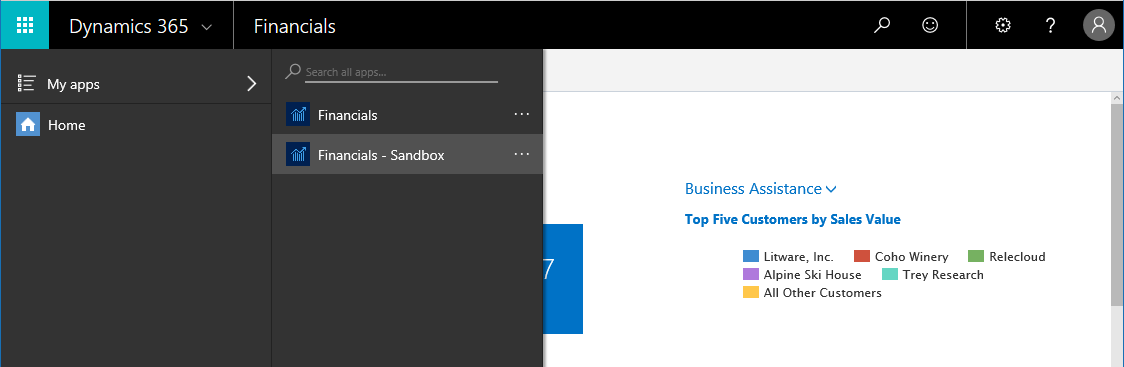 Dynamics 365 Financials ?
My apps
Home
Search all apps...
Financials ...
Financials - Sandbox ...
7
Business Assistance
Top Five Customers by Sales Value
Litware, Inc. Coho Winery Relecloud
Alpine Ski House Trey Research
All Other Customers